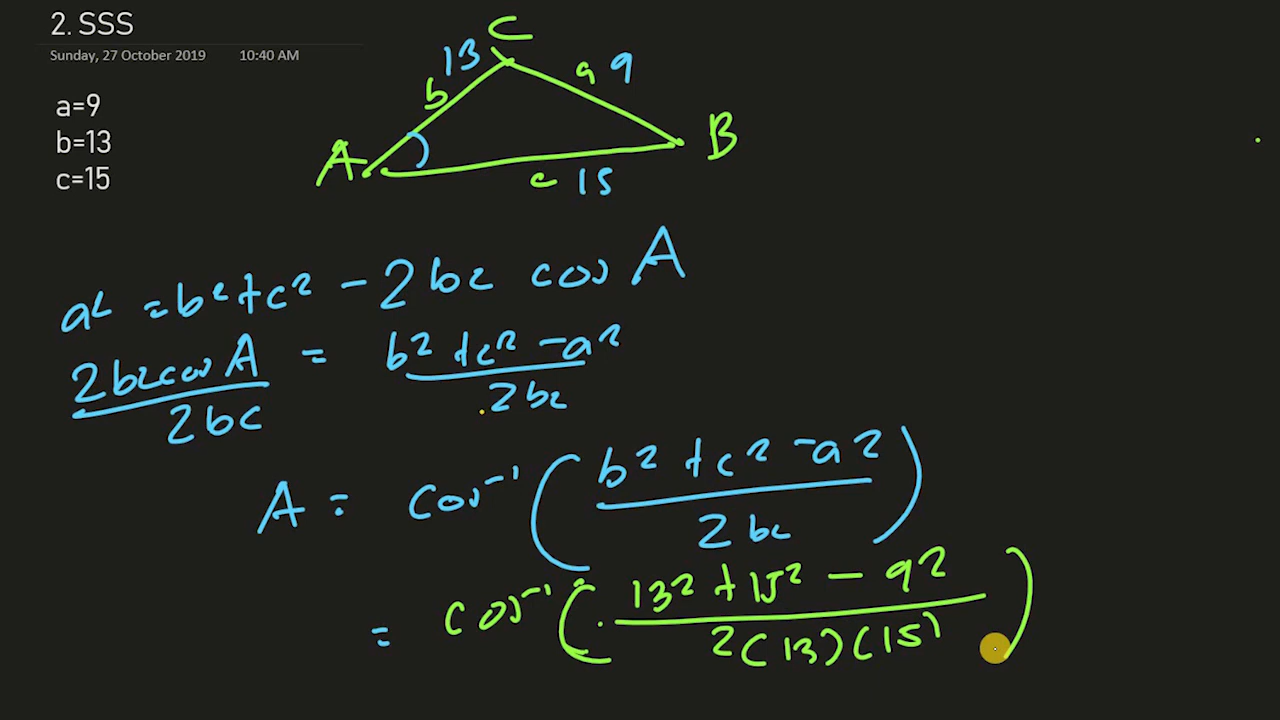 2. SSS
Sunday, 27 October 2019 10:40 AM
a=9
b=13
c=15
C
13
b
a 9
A
B
c 15
a² = b² + c² - 2bc cos A
2bc cos A = b² + c² - a²
2bc 2bc
A = cos⁻¹ ( b² + c² - a² )
2bc
= cos⁻¹ ( 13² + 15² - 9² )
2(13)(15)